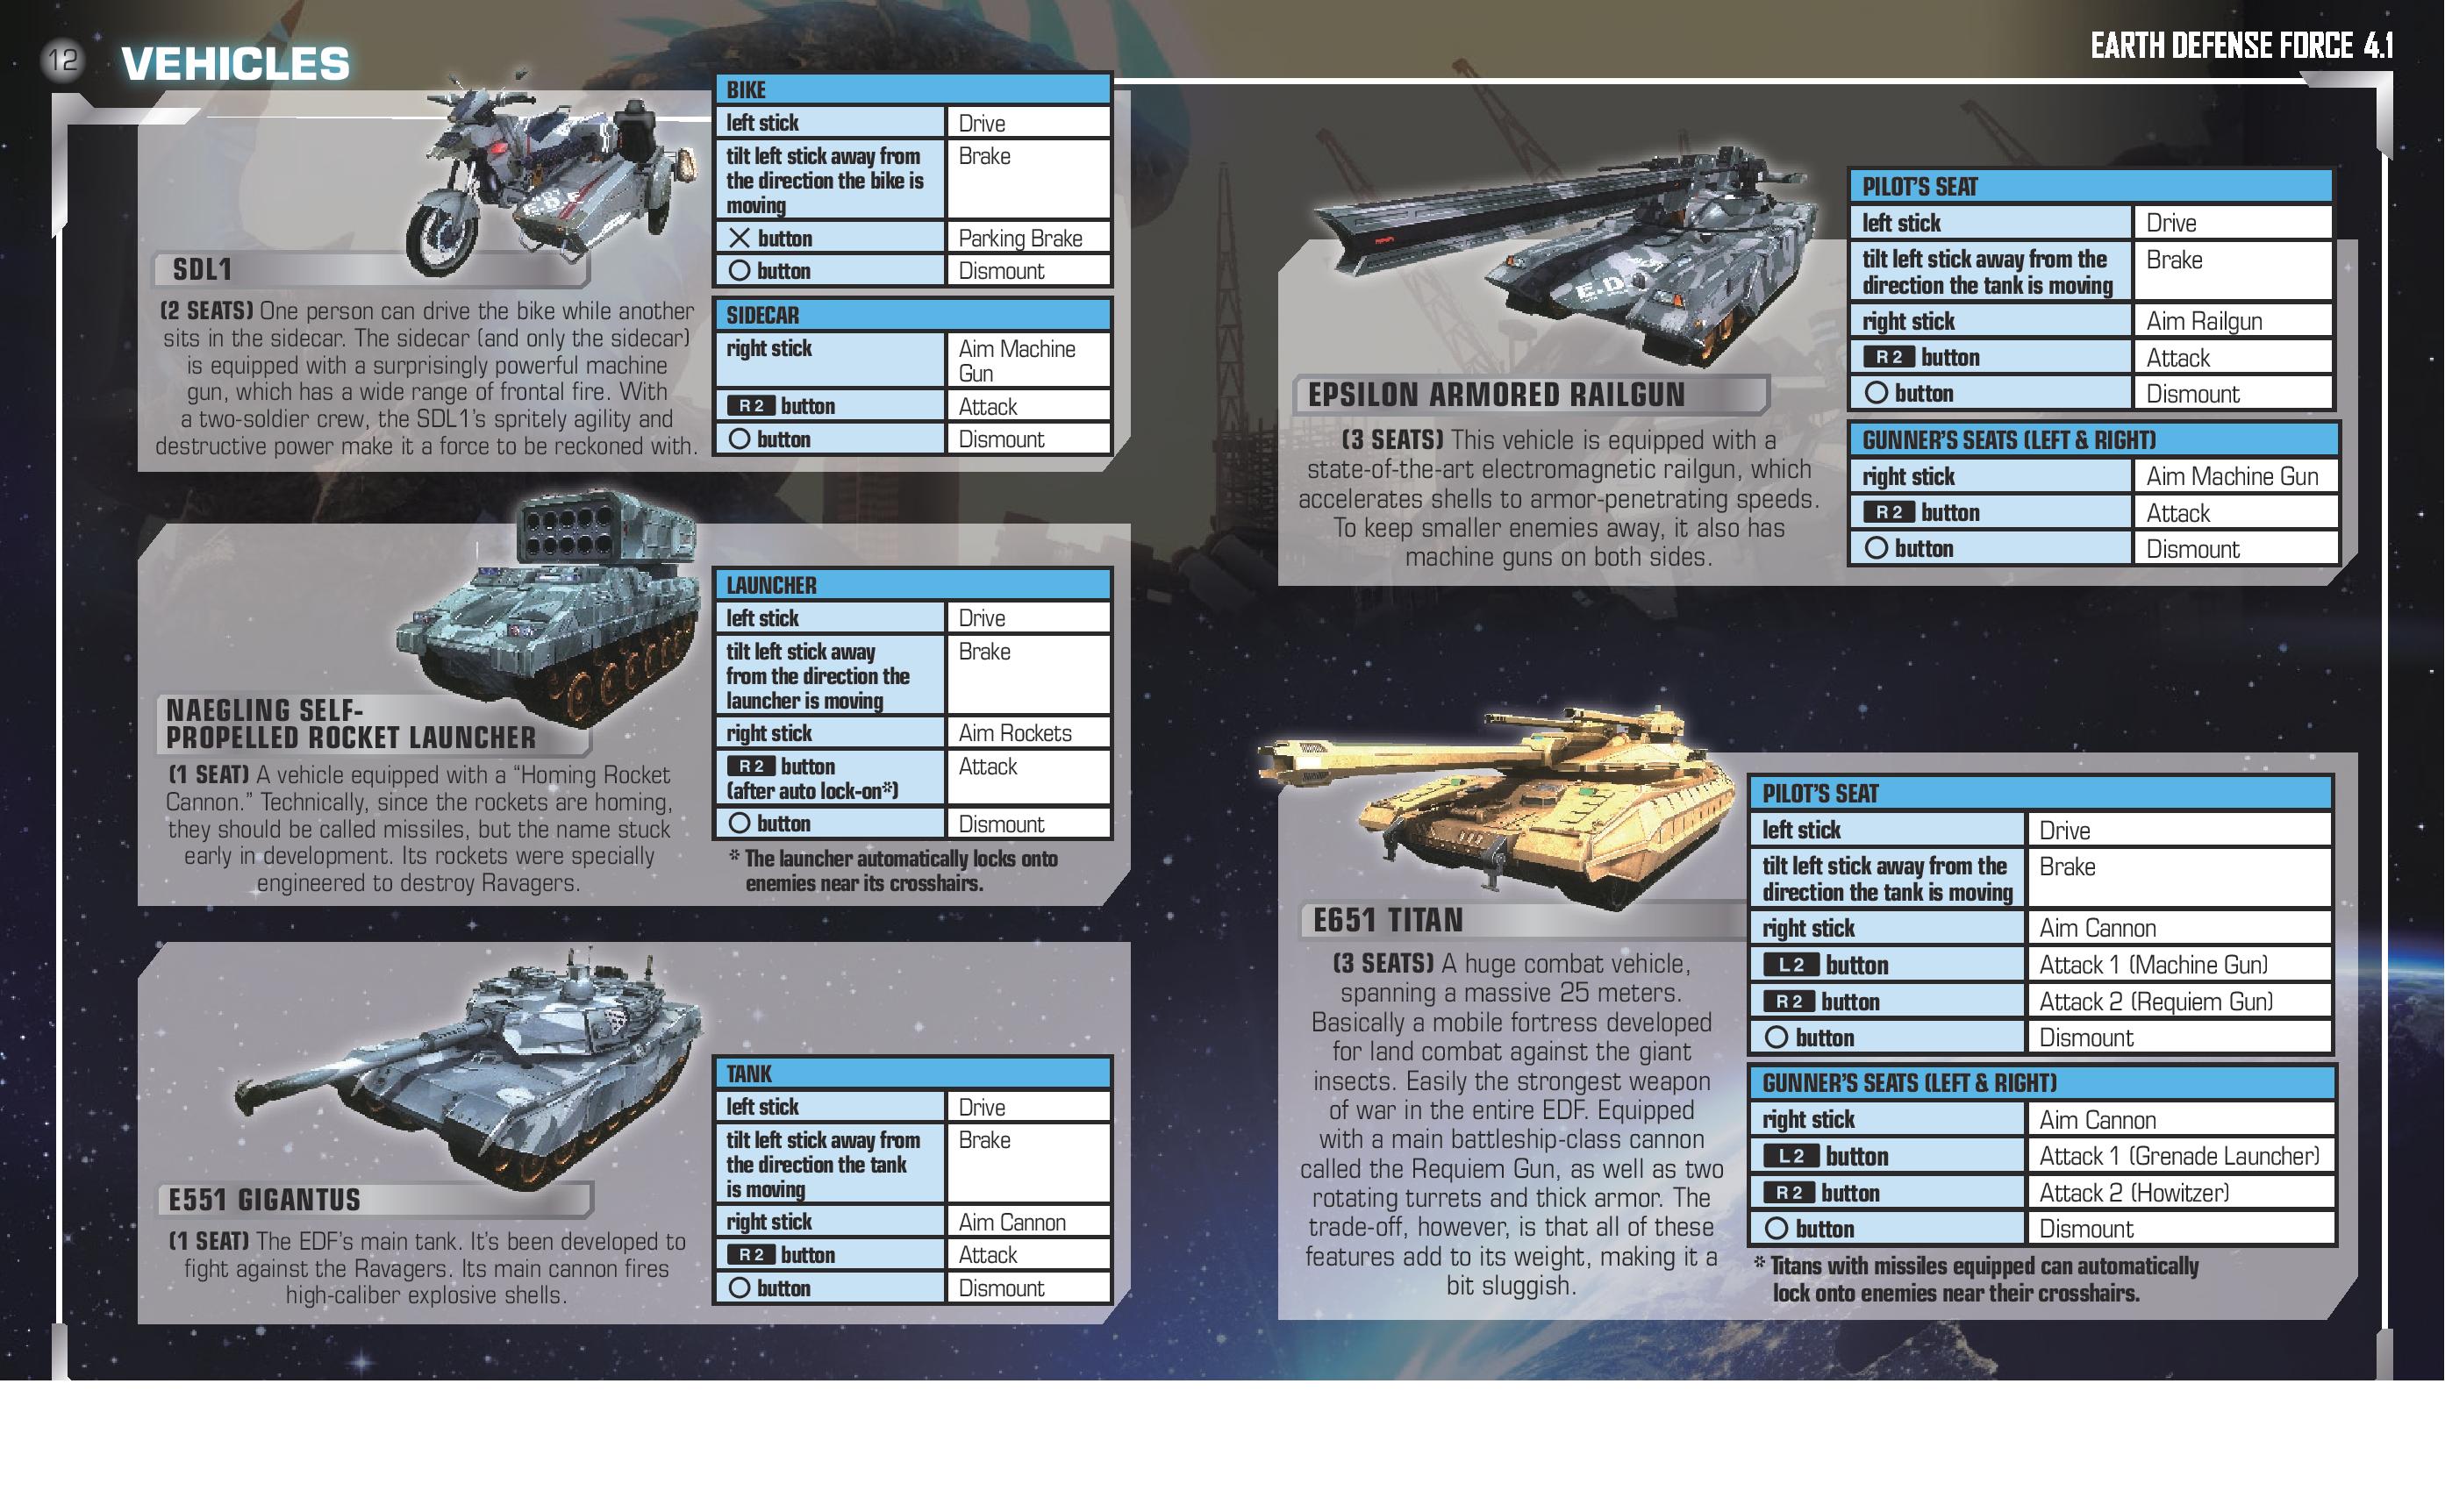 12
VEHICLES
EARTH DEFENSE FORCE 4.1
E.D.F
SDL1
(2 SEATS) One person can drive the bike while another
sits in the sidecar. The sidecar (and only the sidecar)
is equipped with a surprisingly powerful machine
gun, which has a wide range of frontal fire. With
a two-soldier crew, the SDL1's spritely agility and
destructive power make it a force to be reckoned with.
BIKE
left stick Drive
tilt left stick away from Brake
the direction the bike is
moving
✕ button Parking Brake
○ button Dismount
SIDECAR
right stick Aim Machine
Gun
R2 button Attack
○ button Dismount
NAEGLING SELF-
PROPELLED ROCKET LAUNCHER
(1 SEAT) A vehicle equipped with a “Homing Rocket
Cannon.” Technically, since the rockets are homing,
they should be called missiles, but the name stuck
early in development. Its rockets were specially
engineered to destroy Ravagers.
LAUNCHER
left stick Drive
tilt left stick away Brake
from the direction the
launcher is moving
right stick Aim Rockets
R2 button Attack
(after auto lock-on*)
○ button Dismount
* The launcher automatically locks onto
enemies near its crosshairs.
E551 GIGANTUS
(1 SEAT) The EDF's main tank. It's been developed to
fight against the Ravagers. Its main cannon fires
high-caliber explosive shells.
TANK
left stick Drive
tilt left stick away from Brake
the direction the tank
is moving
right stick Aim Cannon
R2 button Attack
○ button Dismount
E.D
EPSILON ARMORED RAILGUN
(3 SEATS) This vehicle is equipped with a
state-of-the-art electromagnetic railgun, which
accelerates shells to armor-penetrating speeds.
To keep smaller enemies away, it also has
machine guns on both sides.
PILOT'S SEAT
left stick Drive
tilt left stick away from the Brake
direction the tank is moving
right stick Aim Railgun
R2 button Attack
○ button Dismount
GUNNER'S SEATS (LEFT & RIGHT)
right stick Aim Machine Gun
R2 button Attack
○ button Dismount
E651 TITAN
(3 SEATS) A huge combat vehicle,
spanning a massive 25 meters.
Basically a mobile fortress developed
for land combat against the giant
insects. Easily the strongest weapon
of war in the entire EDF. Equipped
with a main battleship-class cannon
called the Requiem Gun, as well as two
rotating turrets and thick armor. The
trade-off, however, is that all of these
features add to its weight, making it a
bit sluggish.
PILOT'S SEAT
left stick Drive
tilt left stick away from the Brake
direction the tank is moving
right stick Aim Cannon
L2 button Attack 1 (Machine Gun)
R2 button Attack 2 (Requiem Gun)
○ button Dismount
GUNNER'S SEATS (LEFT & RIGHT)
right stick Aim Cannon
L2 button Attack 1 (Grenade Launcher)
R2 button Attack 2 (Howitzer)
○ button Dismount
* Titans with missiles equipped can automatically
lock onto enemies near their crosshairs.